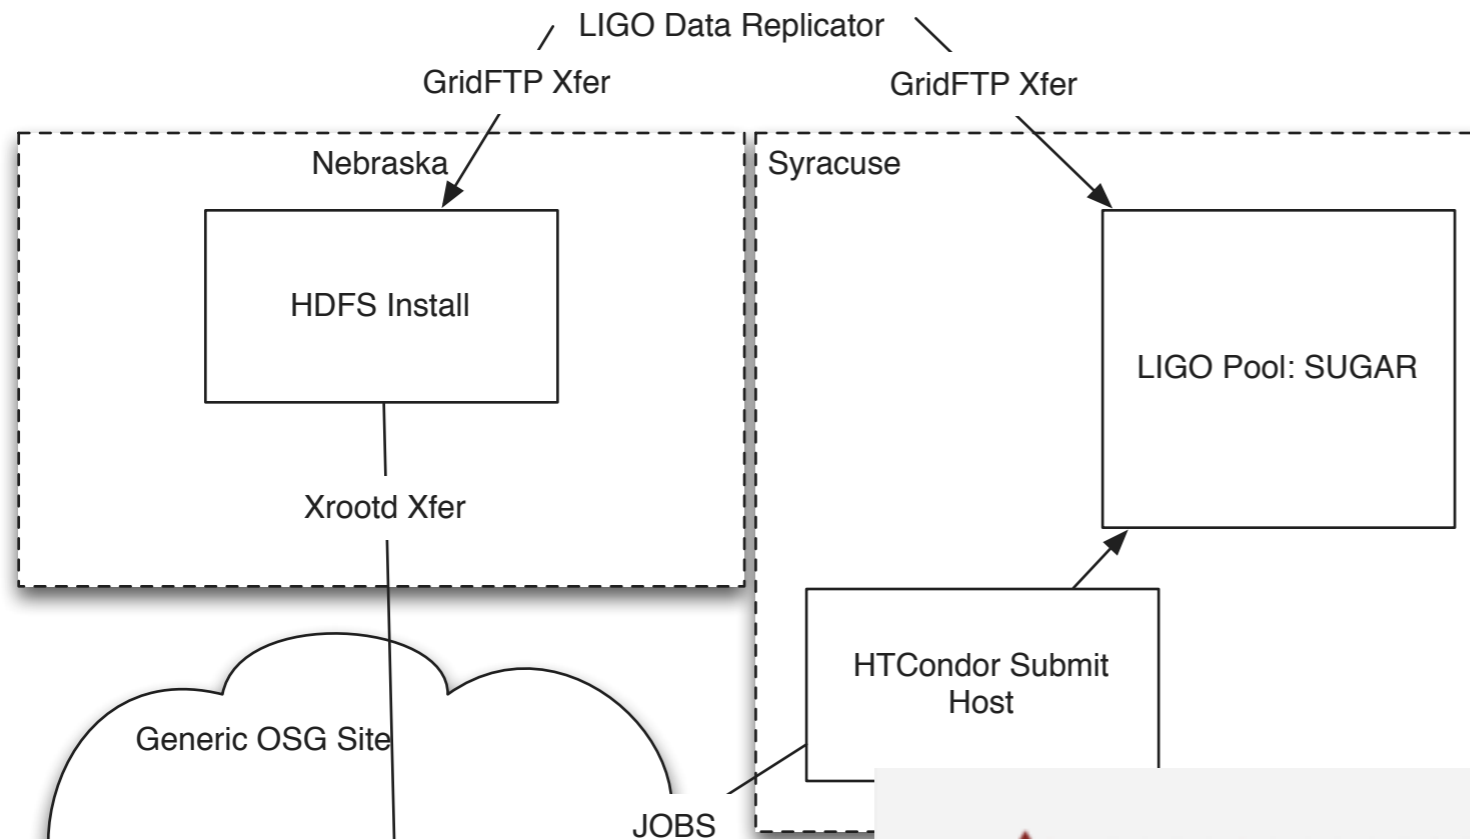 LIGO Data Replicator
GridFTP Xfer
GridFTP Xfer
Nebraska
Syracuse
HDFS Install
LIGO Pool: SUGAR
Xrootd Xfer
HTCondor Submit
Host
Generic OSG Site
JOBS